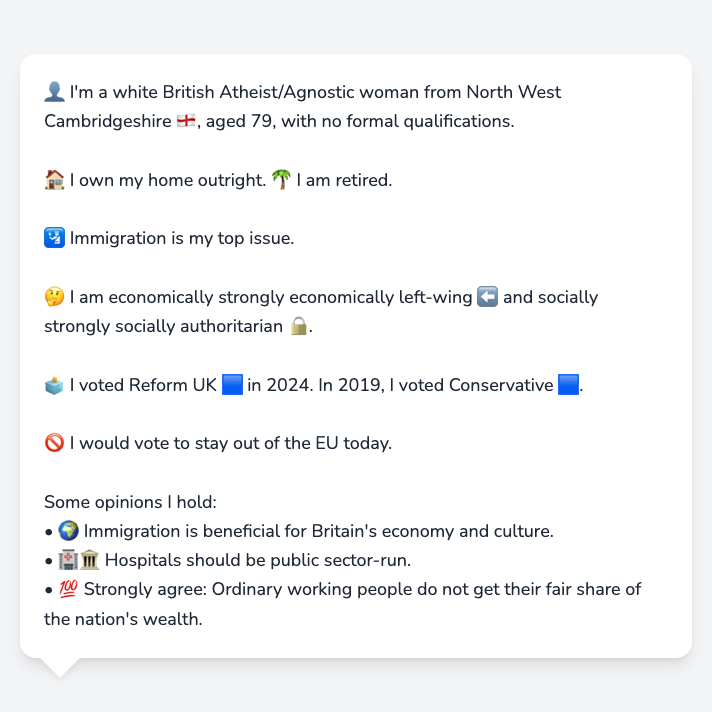 👤 I'm a white British Atheist/Agnostic woman from North West
Cambridgeshire 🏴󠁧󠁢󠁥󠁮󠁧󠁿, aged 79, with no formal qualifications.
🏠 I own my home outright. 🌴 I am retired.
🛂 Immigration is my top issue.
🤔 I am economically strongly economically left-wing ⬅️ and socially
strongly socially authoritarian 🔒.
🗳️ I voted Reform UK 🟦 in 2024. In 2019, I voted Conservative 🟦.
🚫 I would vote to stay out of the EU today.
Some opinions I hold:
• 🌍 Immigration is beneficial for Britain's economy and culture.
• 🏥🏛️ Hospitals should be public sector-run.
• 💯 Strongly agree: Ordinary working people do not get their fair share of
the nation's wealth.